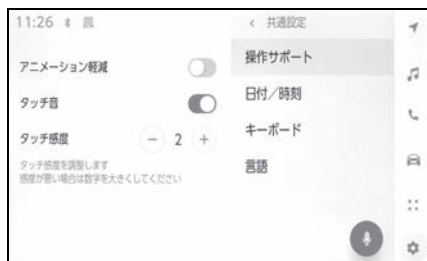 11:26
アニメーション軽減
タッチ音
タッチ感度
− 2 +
タッチ感度を調整します
感度が悪い場合は数字を大きくしてください
< 共通設定
操作サポート
日付／時刻
キーボード
言語